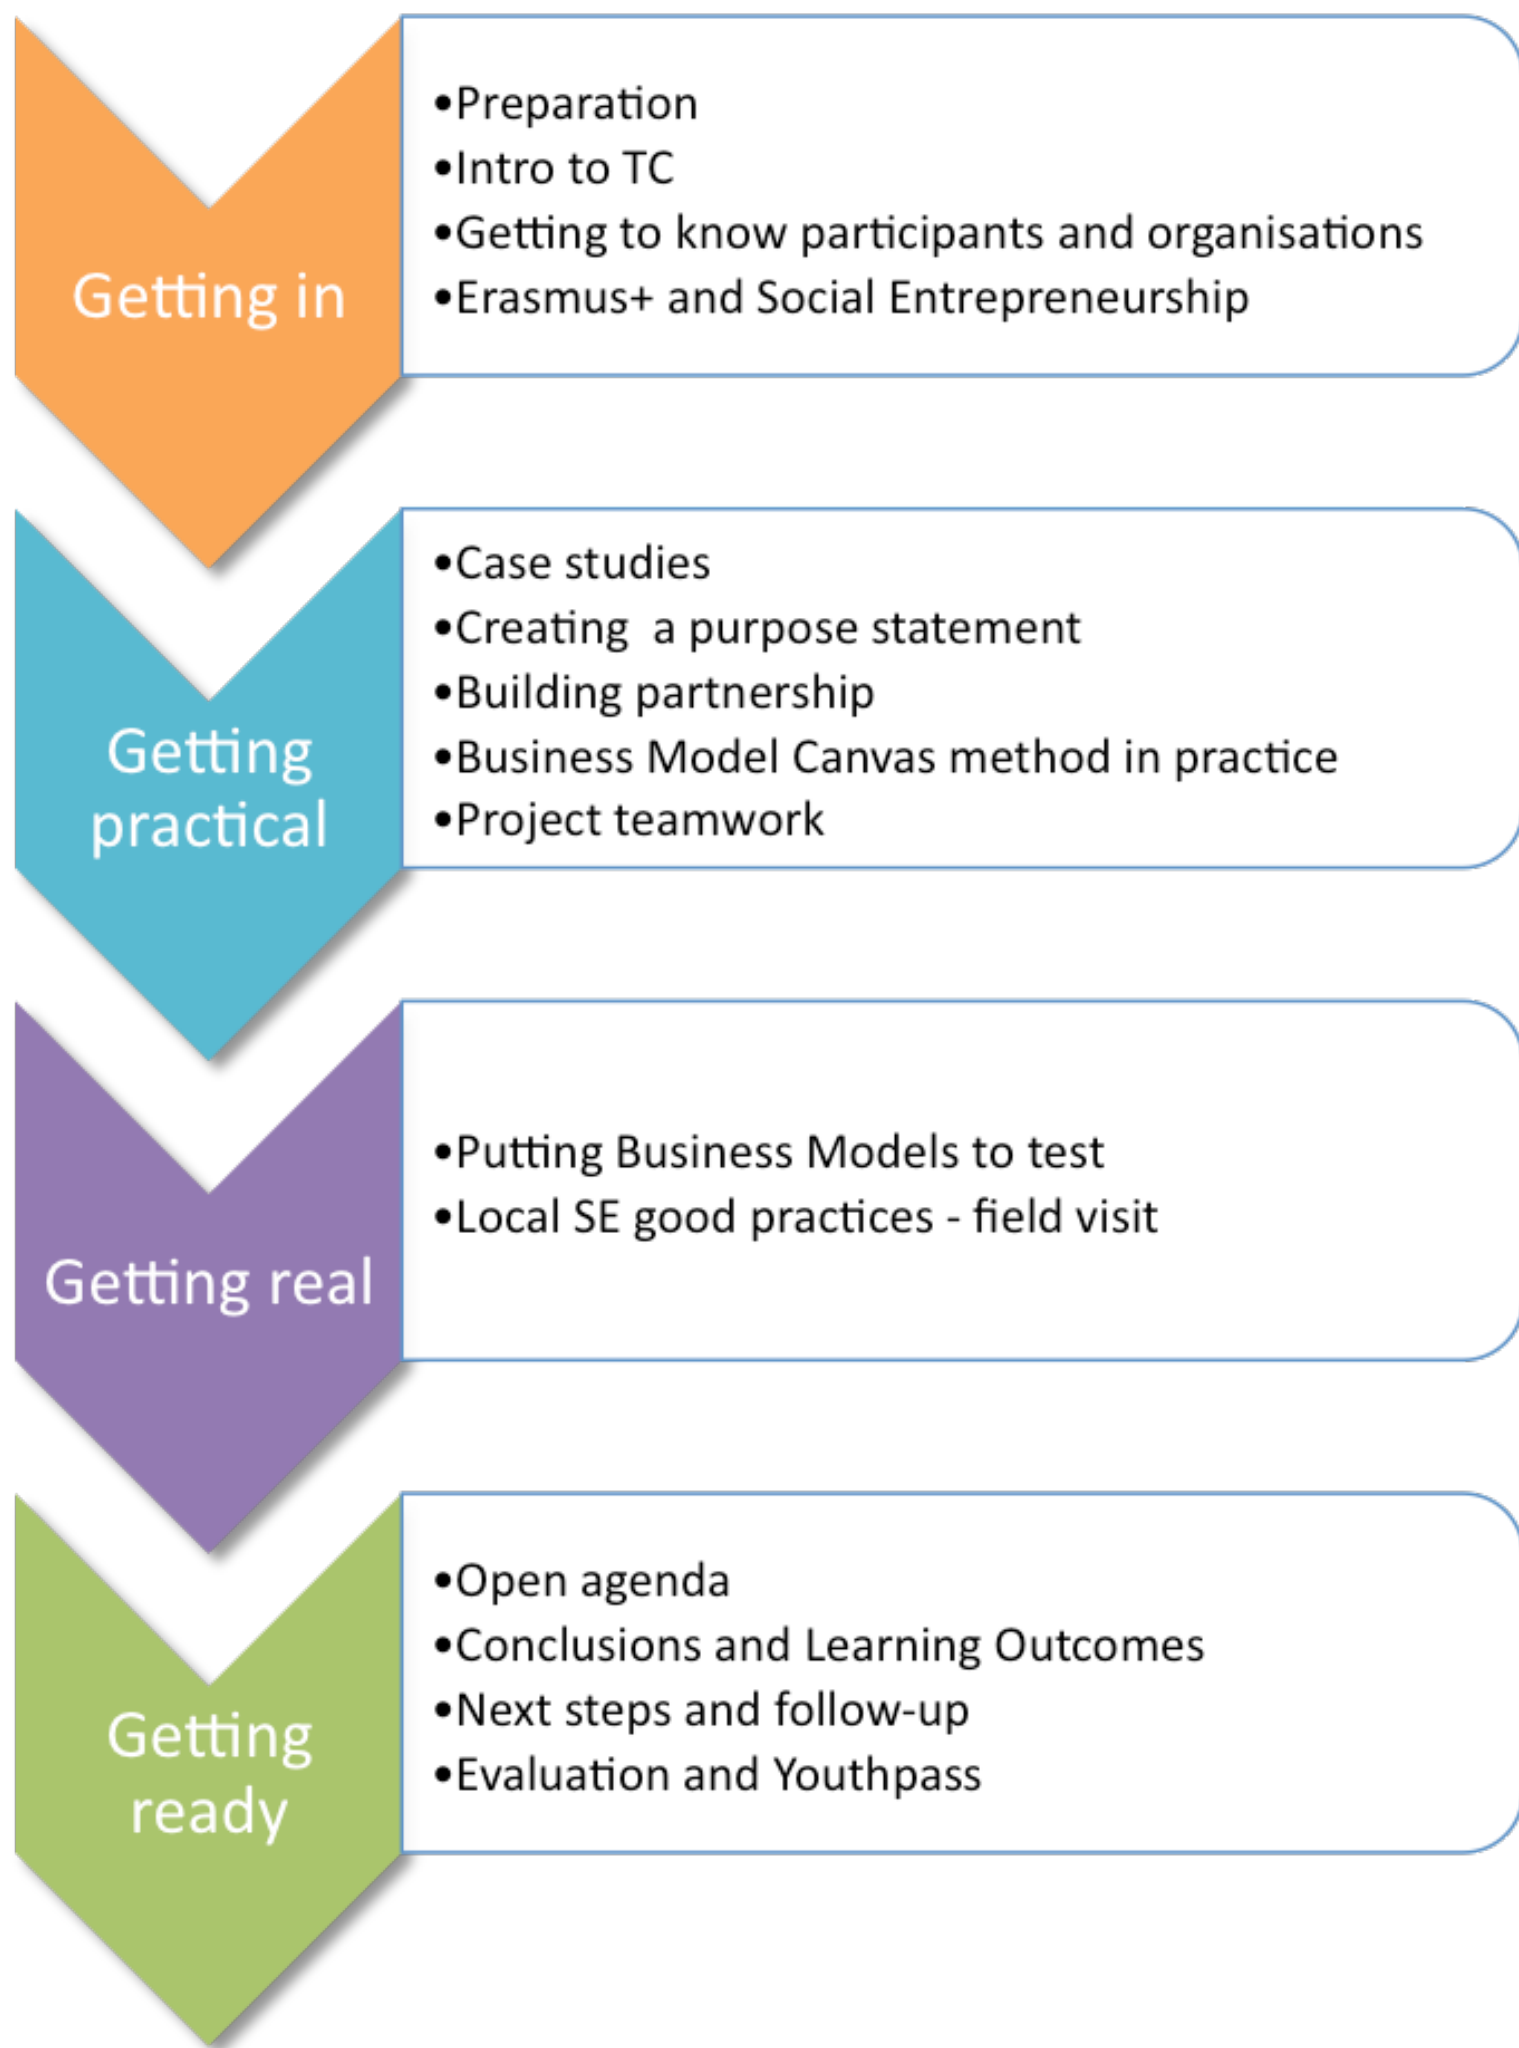 Getting in
•Preparation
•Intro to TC
•Getting to know participants and organisations
•Erasmus+ and Social Entrepreneurship
Getting
practical
•Case studies
•Creating  a purpose statement
•Building partnership
•Business Model Canvas method in practice
•Project teamwork
Getting real
•Putting Business Models to test
•Local SE good practices - field visit
Getting
ready
•Open agenda
•Conclusions and Learning Outcomes
•Next steps and follow-up
•Evaluation and Youthpass